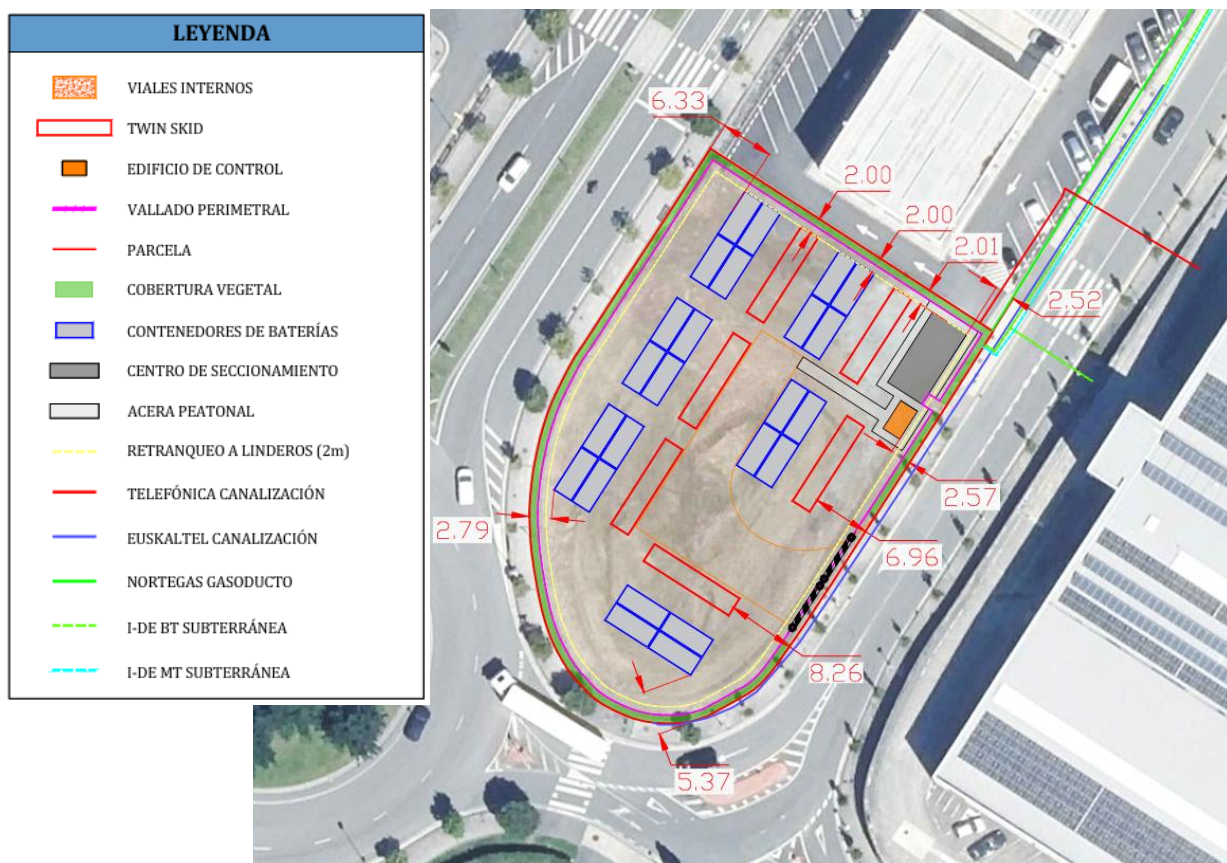 LEYENDA
VIALES INTERNOS
TWIN SKID
EDIFICIO DE CONTROL
VALLADO PERIMETRAL
PARCELA
COBERTURA VEGETAL
CONTENEDORES DE BATERÍAS
CENTRO DE SECCIONAMIENTO
ACERA PEATONAL
RETRANQUEO A LINDEROS (2m)
TELEFÓNICA CANALIZACIÓN
EUSKALTEL CANALIZACIÓN
NORTEGAS GASODUCTO
I-DE BT SUBTERRÁNEA
I-DE MT SUBTERRÁNEA
6.33
2.00
2.00
2.01
2.52
2.57
2.79
6.96
8.26
5.37